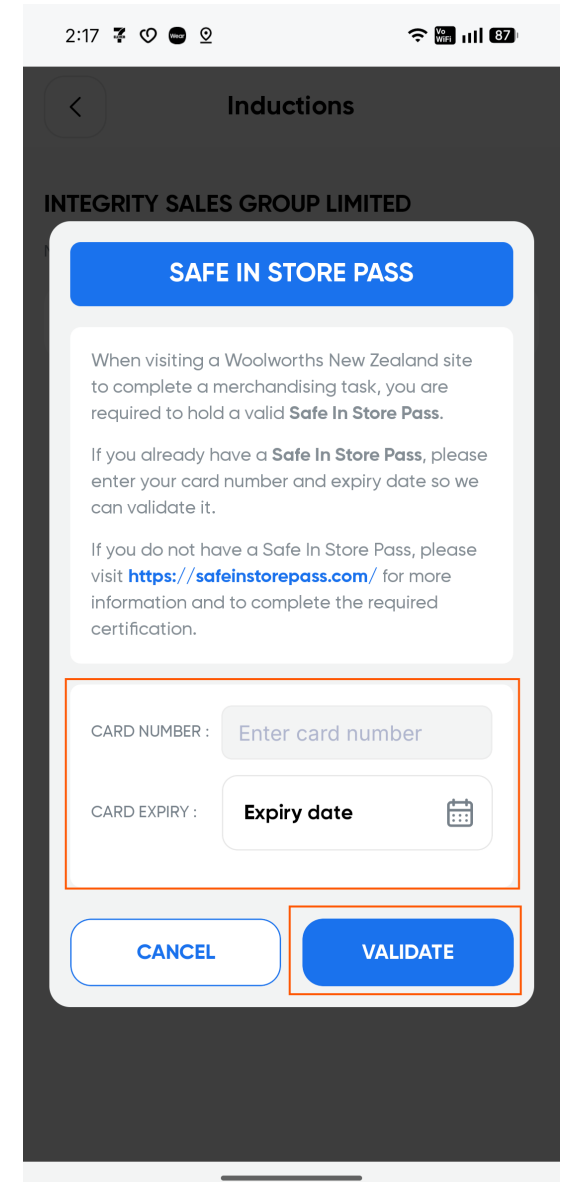 2:17
Wear
Vo
WiFi
87
Inductions
INTEGRITY SALES GROUP LIMITED
SAFE IN STORE PASS
When visiting a Woolworths New Zealand site
to complete a merchandising task, you are
required to hold a valid Safe In Store Pass.
If you already have a Safe In Store Pass, please
enter your card number and expiry date so we
can validate it.
If you do not have a Safe In Store Pass, please
visit https://safeinstorepass.com/ for more
information and to complete the required
certification.
CARD NUMBER :
Enter card number
CARD EXPIRY :
Expiry date
CANCEL
VALIDATE